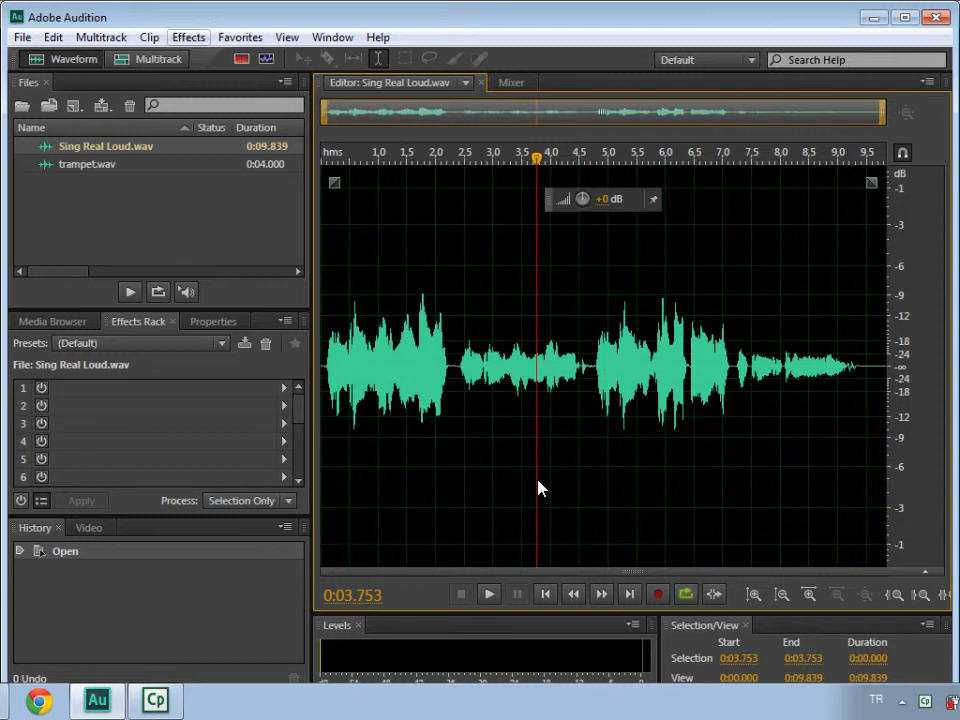 Au Adobe Audition
File Edit Multitrack Clip Effects Favorites View Window Help
Waveform Multitrack Default Search Help
Files × Editor: Sing Real Loud.wav × Mixer
Name Status Duration
Sing Real Loud.wav 0:09.839
trampet.wav 0:04.000
hms 1,0 1,5 2,0 2,5 3,0 3,5 4,0 4,5 5,0 5,5 6,0 6,5 7,0 7,5 8,0 8,5 9,0 9,5
dB
-1
+0 dB
-3
-6
-9
-12
-18
-24
-∞
-24
-18
-12
-9
-6
-3
-1
Media Browser Effects Rack × Properties
Presets: (Default)
File: Sing Real Loud.wav
1
2
3
4
5
6
Apply Process: Selection Only
History × Video
Open
0 Undo
0:03.753
Levels × Selection/View ×
Start End Duration
Selection 0:03.753 0:03.753 0:00.000
View 0:00.000 0:09.839 0:09.839
Au Cp TR Cp